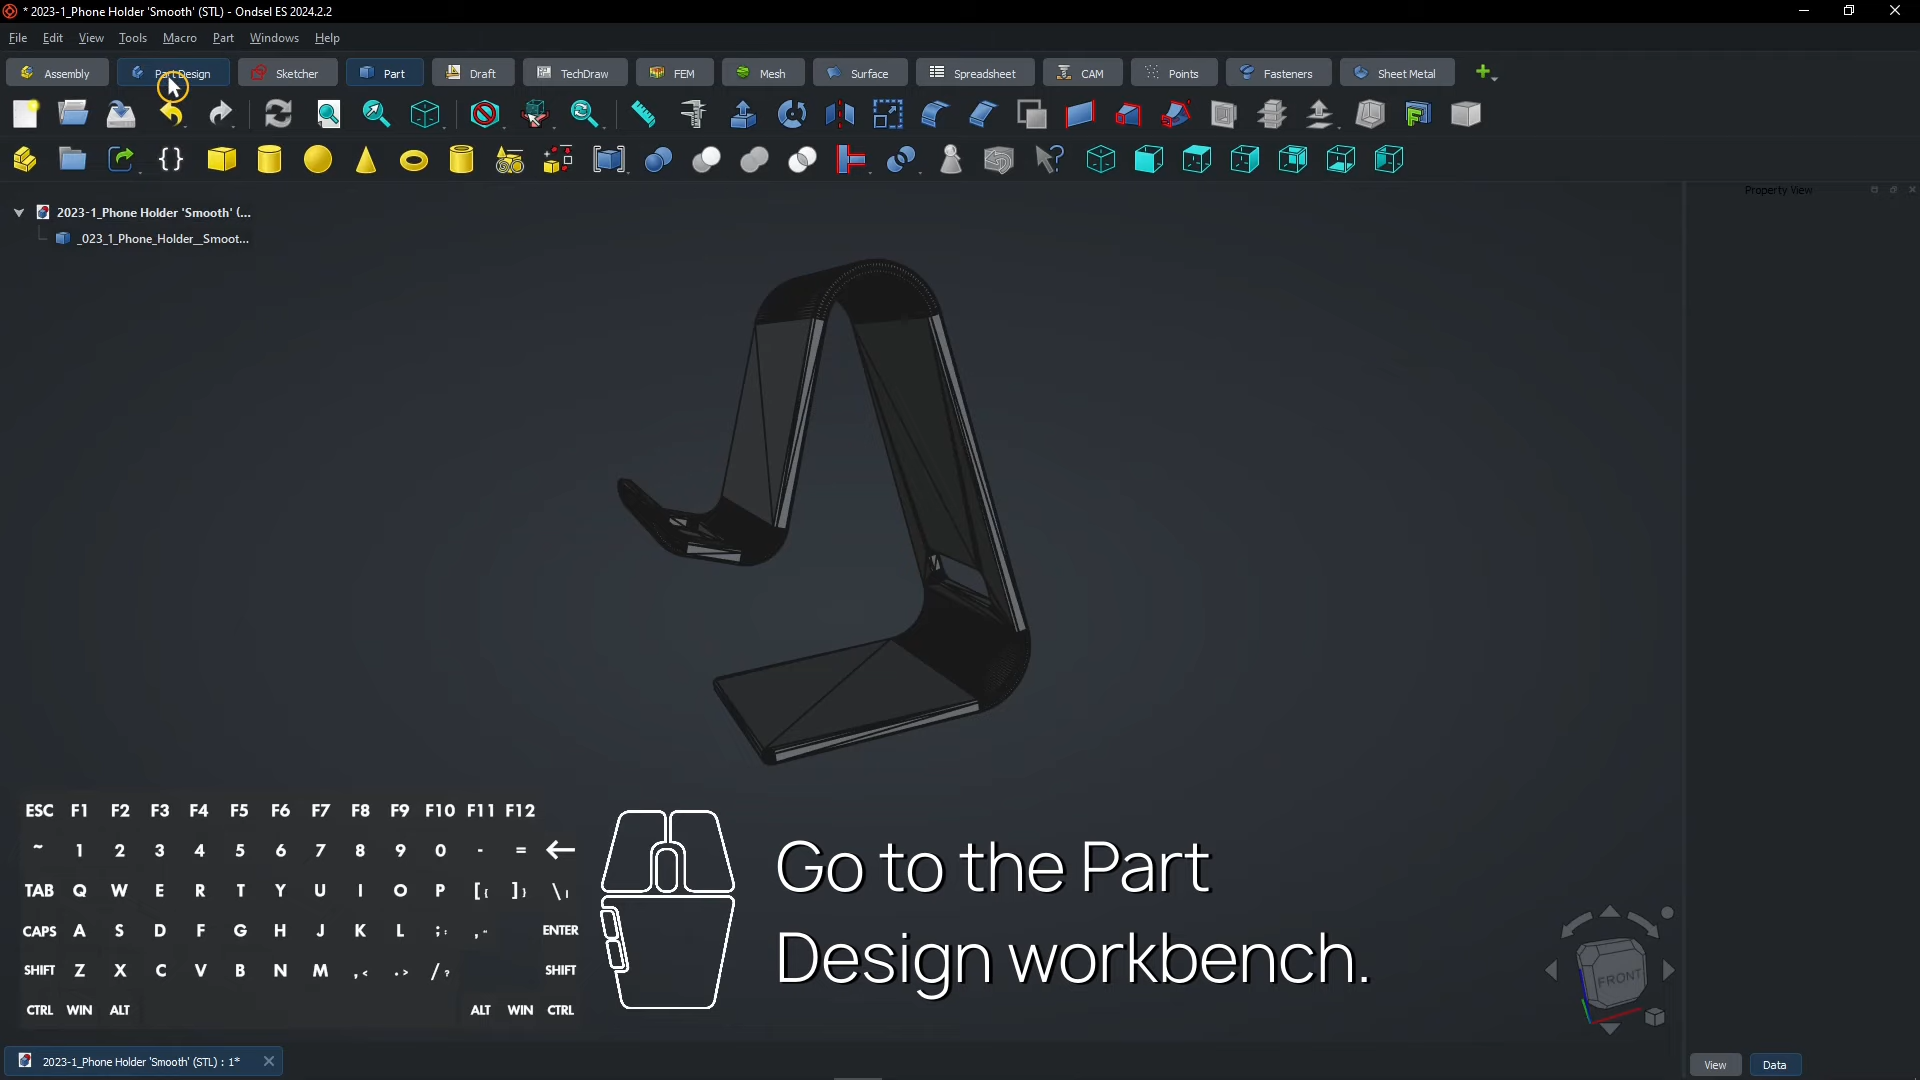 * 2023-1_Phone Holder 'Smooth' (STL) - Ondsel ES 2024.2.2
File Edit View Tools Macro Part Windows Help
Assembly Part Design Sketcher Part Draft TechDraw FEM Mesh Surface Spreadsheet CAM Points Fasteners Sheet Metal
Property View
2023-1_Phone Holder 'Smooth' (...
_023_1_Phone_Holder__Smoot...
ESC F1 F2 F3 F4 F5 F6 F7 F8 F9 F10 F11 F12
~ 1 2 3 4 5 6 7 8 9 0 - =
TAB Q W E R T Y U I O P [{ ]} \|
CAPS A S D F G H J K L ;: ,“ ENTER
SHIFT Z X C V B N M ,< .> /? SHIFT
CTRL WIN ALT ALT WIN CTRL
Go to the Part
Design workbench.
FRONT
2023-1_Phone Holder 'Smooth' (STL) : 1*
View Data